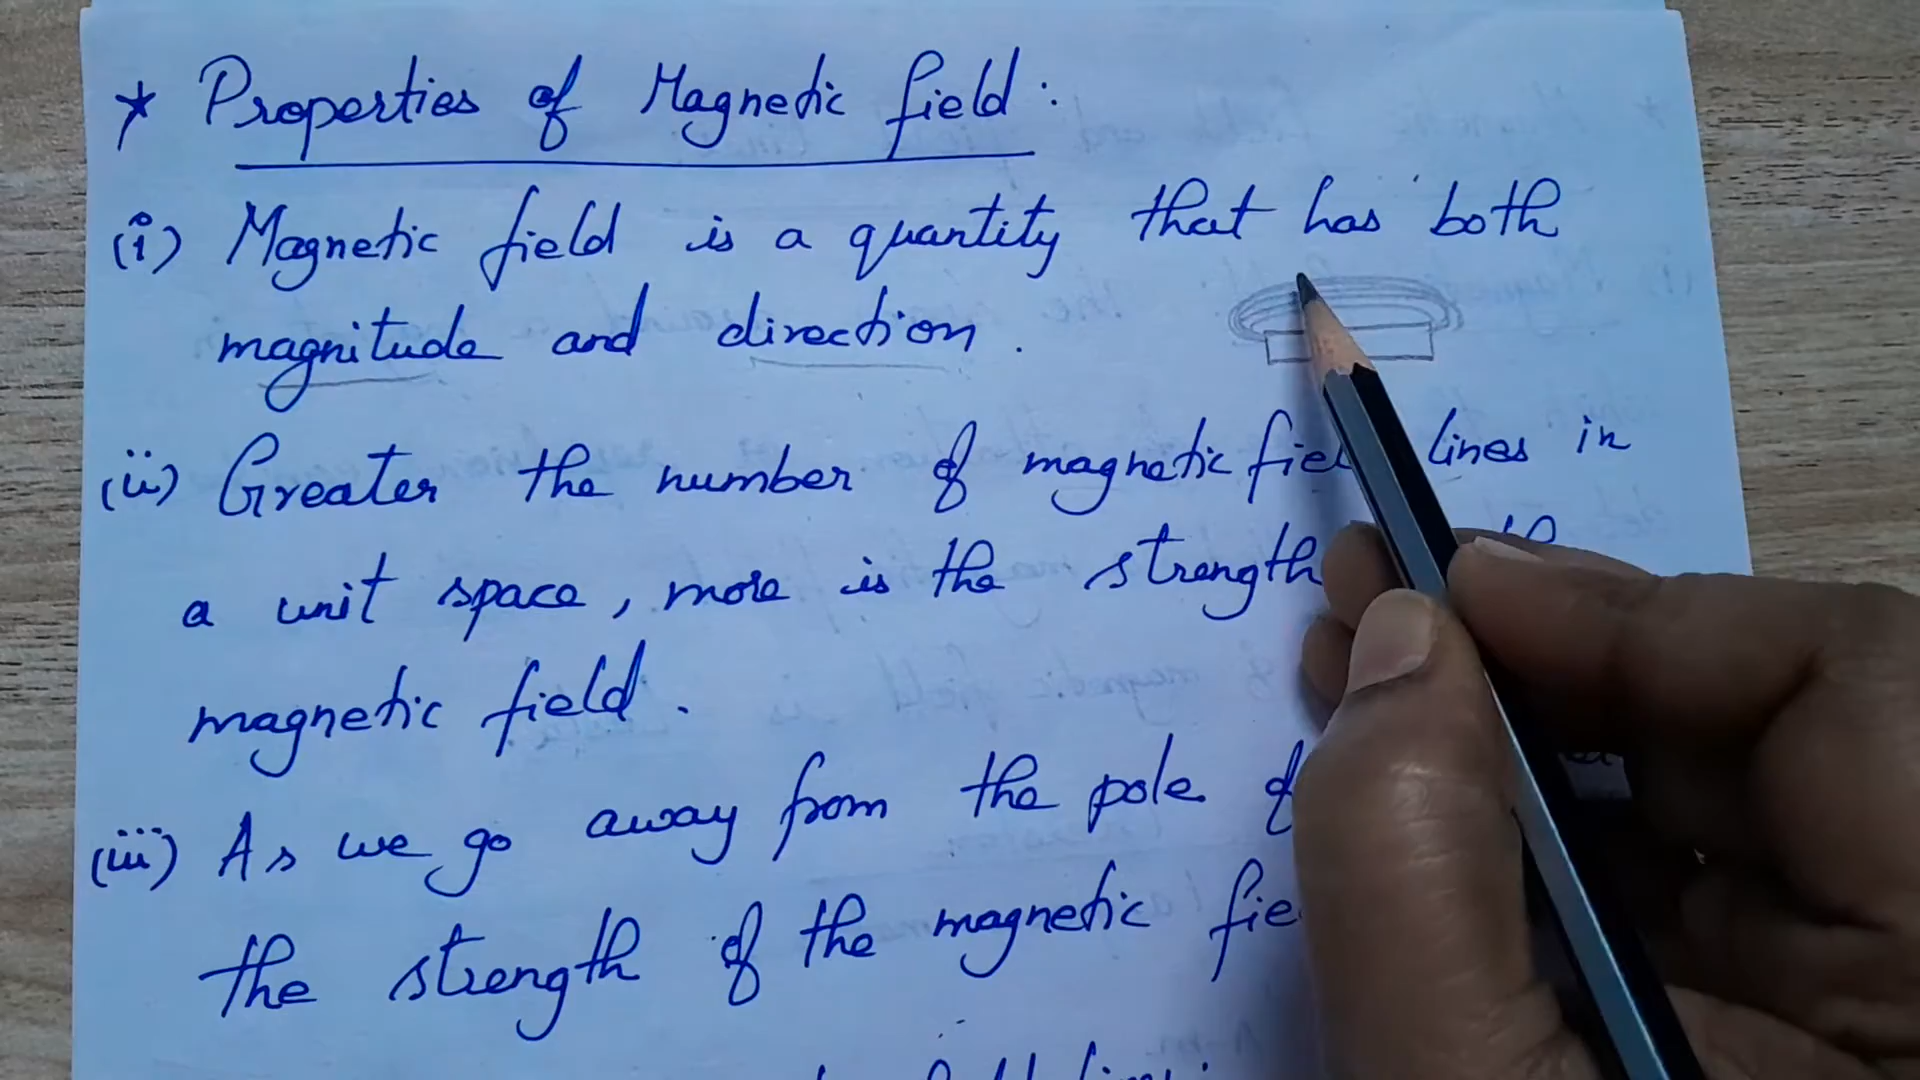 * Properties of Magnetic field:
(i) Magnetic field is a quantity that has both
magnitude and direction.
(ii) Greater the number of magnetic field lines in
a unit space, more is the strength
magnetic field.
(iii) As we go away from the pole of
the strength of the magnetic